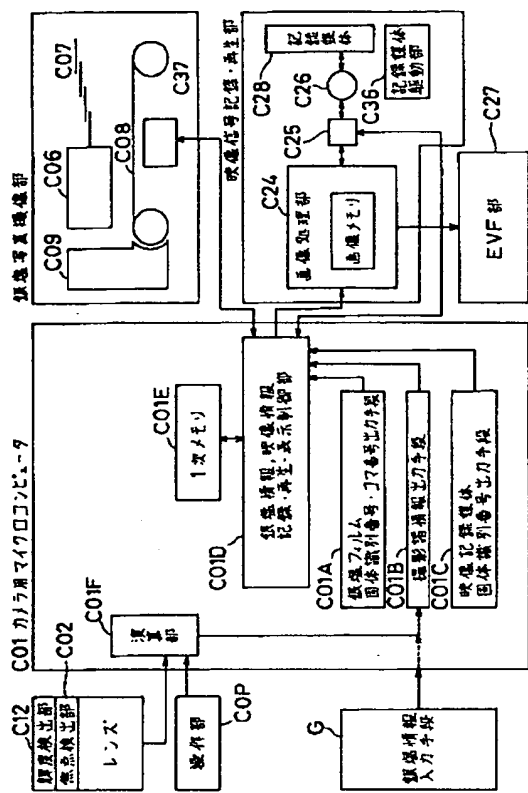 銀塩写真撮像部
C09
C06
C07
C08
C37
映像信号記録・再生部
C28
記録媒体
C26
C25
C36
記録媒体
駆動部
C24
画像処理部
画像メモリ
C27
EVF部
C01 カメラ用マイクロコンピュータ
C01E
1次メモリ
C01D
銀塩情報,映像情報
記録・再生・表示制御部
C01F
演算部
C01A
銀塩フィルム
固体識別番号・コマ番号出力手段
C01B
撮影諸情報出力手段
C01C
映像記録媒体
固体識別番号出力手段
C12
C02
輝度検出部
焦点検出部
レンズ
COP
操作部
G
銀塩情報
入力手段